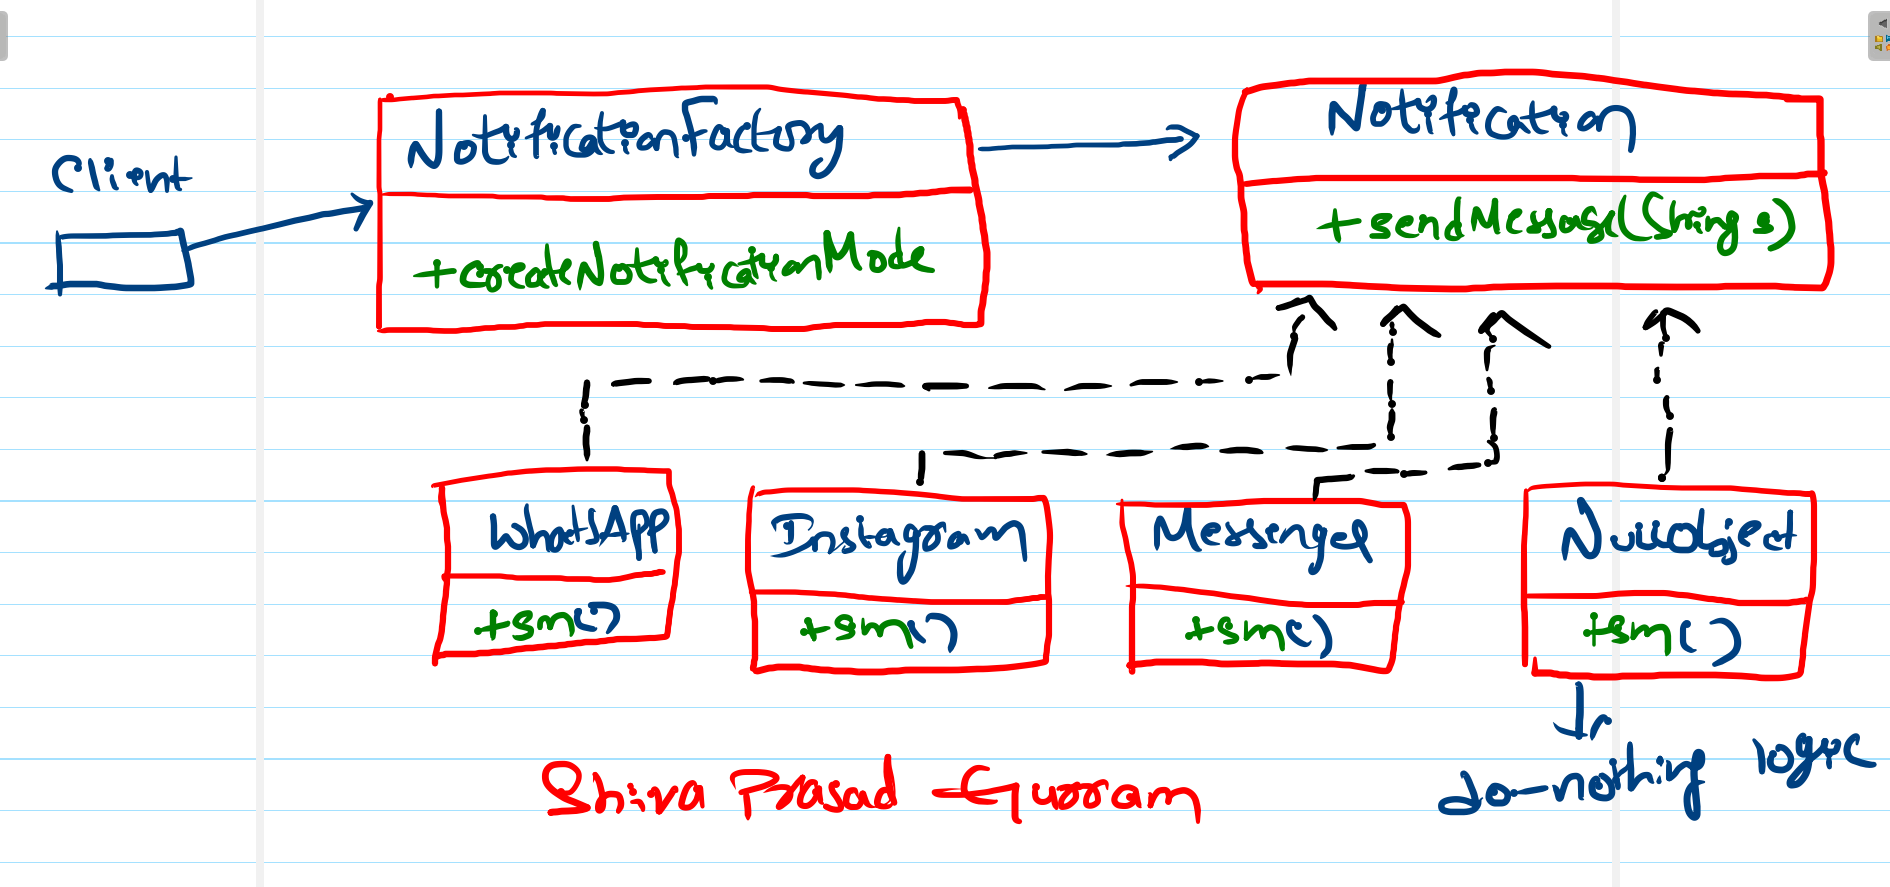 Client
NotificationFactory
+createNotificationMode
Notification
+sendMessage(String s)
WhatsApp
+sm()
Instagram
+sm()
Messenger
+sm()
NullObject
+sm()
do-nothing logic
Shiva Prasad Gurram